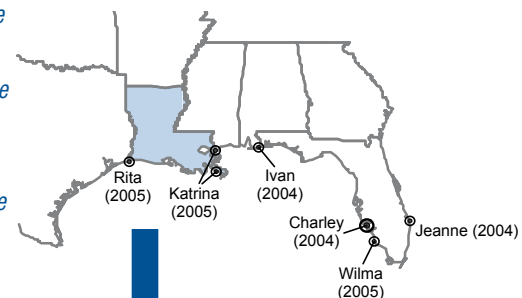 Rita
(2005)
Katrina
(2005)
Ivan
(2004)
Charley
(2004)
Jeanne (2004)
Wilma
(2005)